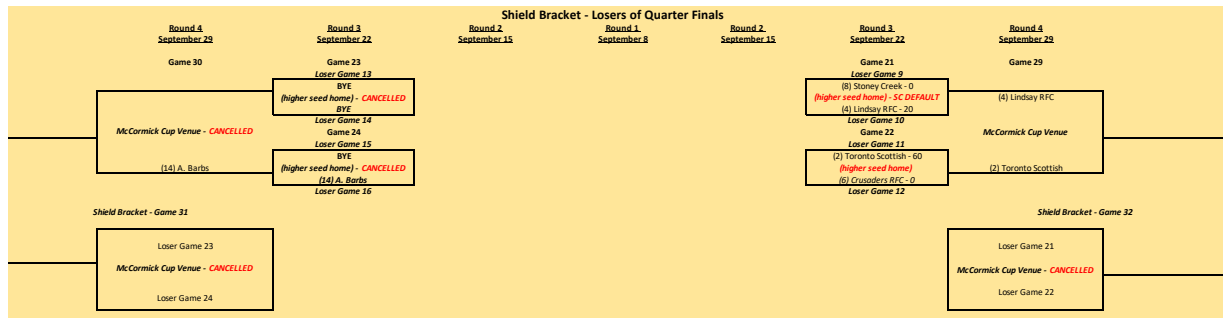 Shield Bracket - Losers of Quarter Finals
Round 4 Round 3 Round 2 Round 1 Round 2 Round 3 Round 4
September 29 September 22 September 15 September 8 September 15 September 22 September 29
Game 30 Game 23 Game 21 Game 29
Loser Game 13 Loser Game 9
BYE (8) Stoney Creek - 0
(higher seed home) - CANCELLED (higher seed home) - SC DEFAULT (4) Lindsay RFC
BYE (4) Lindsay RFC - 20
Loser Game 14 Loser Game 10
McCormick Cup Venue - CANCELLED Game 24 Game 22 McCormick Cup Venue
Loser Game 15 Loser Game 11
BYE (2) Toronto Scottish - 60
(14) A. Barbs (higher seed home) - CANCELLED (higher seed home) (2) Toronto Scottish
(14) A. Barbs (6) Crusaders RFC - 0
Loser Game 16 Loser Game 12
Shield Bracket - Game 31 Shield Bracket - Game 32
Loser Game 23 Loser Game 21
McCormick Cup Venue - CANCELLED McCormick Cup Venue - CANCELLED
Loser Game 24 Loser Game 22